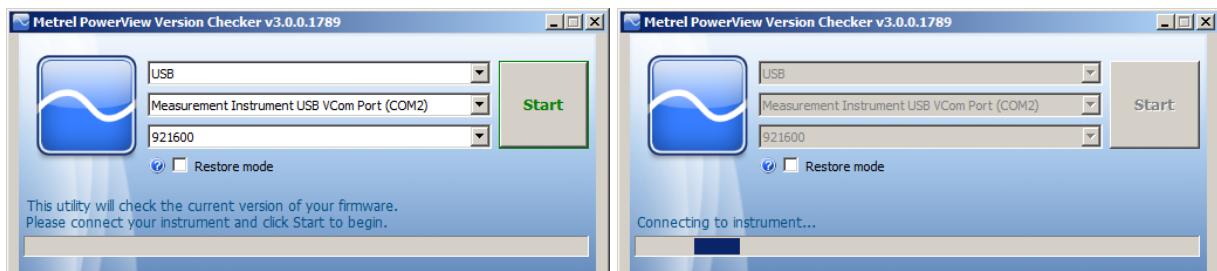 Metrel PowerView Version Checker v3.0.0.1789
USB
Measurement Instrument USB VCom Port (COM2)
Start
921600
Restore mode
This utility will check the current version of your firmware.
Please connect your instrument and click Start to begin.
Metrel PowerView Version Checker v3.0.0.1789
USB
Measurement Instrument USB VCom Port (COM2)
Start
921600
Restore mode
Connecting to instrument...